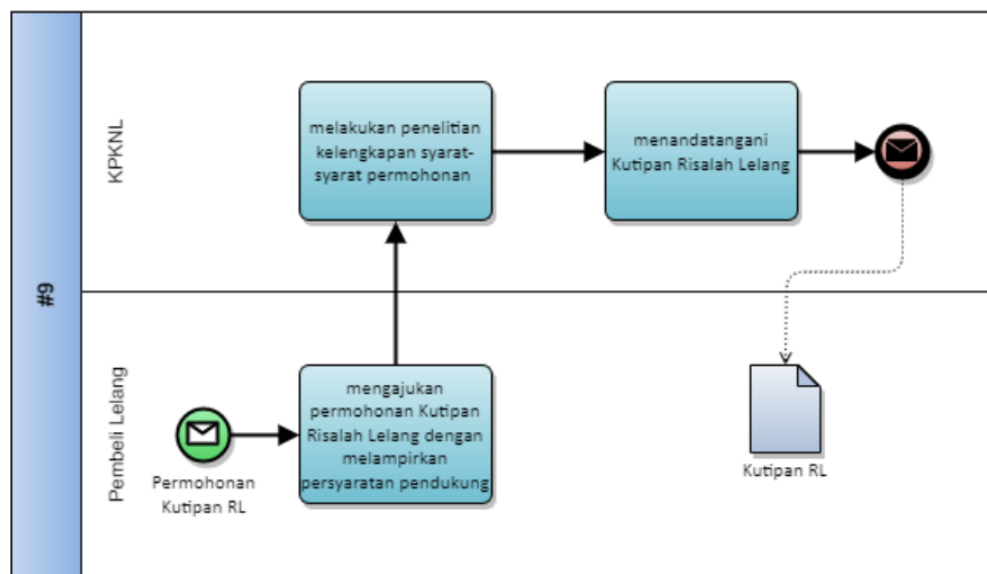 #9
KPKNL
melakukan penelitian
kelengkapan syarat-
syarat permohonan
menandatangani
Kutipan Risalah Lelang
Pembeli Lelang
Permohonan
Kutipan RL
mengajukan
permohonan Kutipan
Risalah Lelang dengan
melampirkan
persyaratan pendukung
Kutipan RL